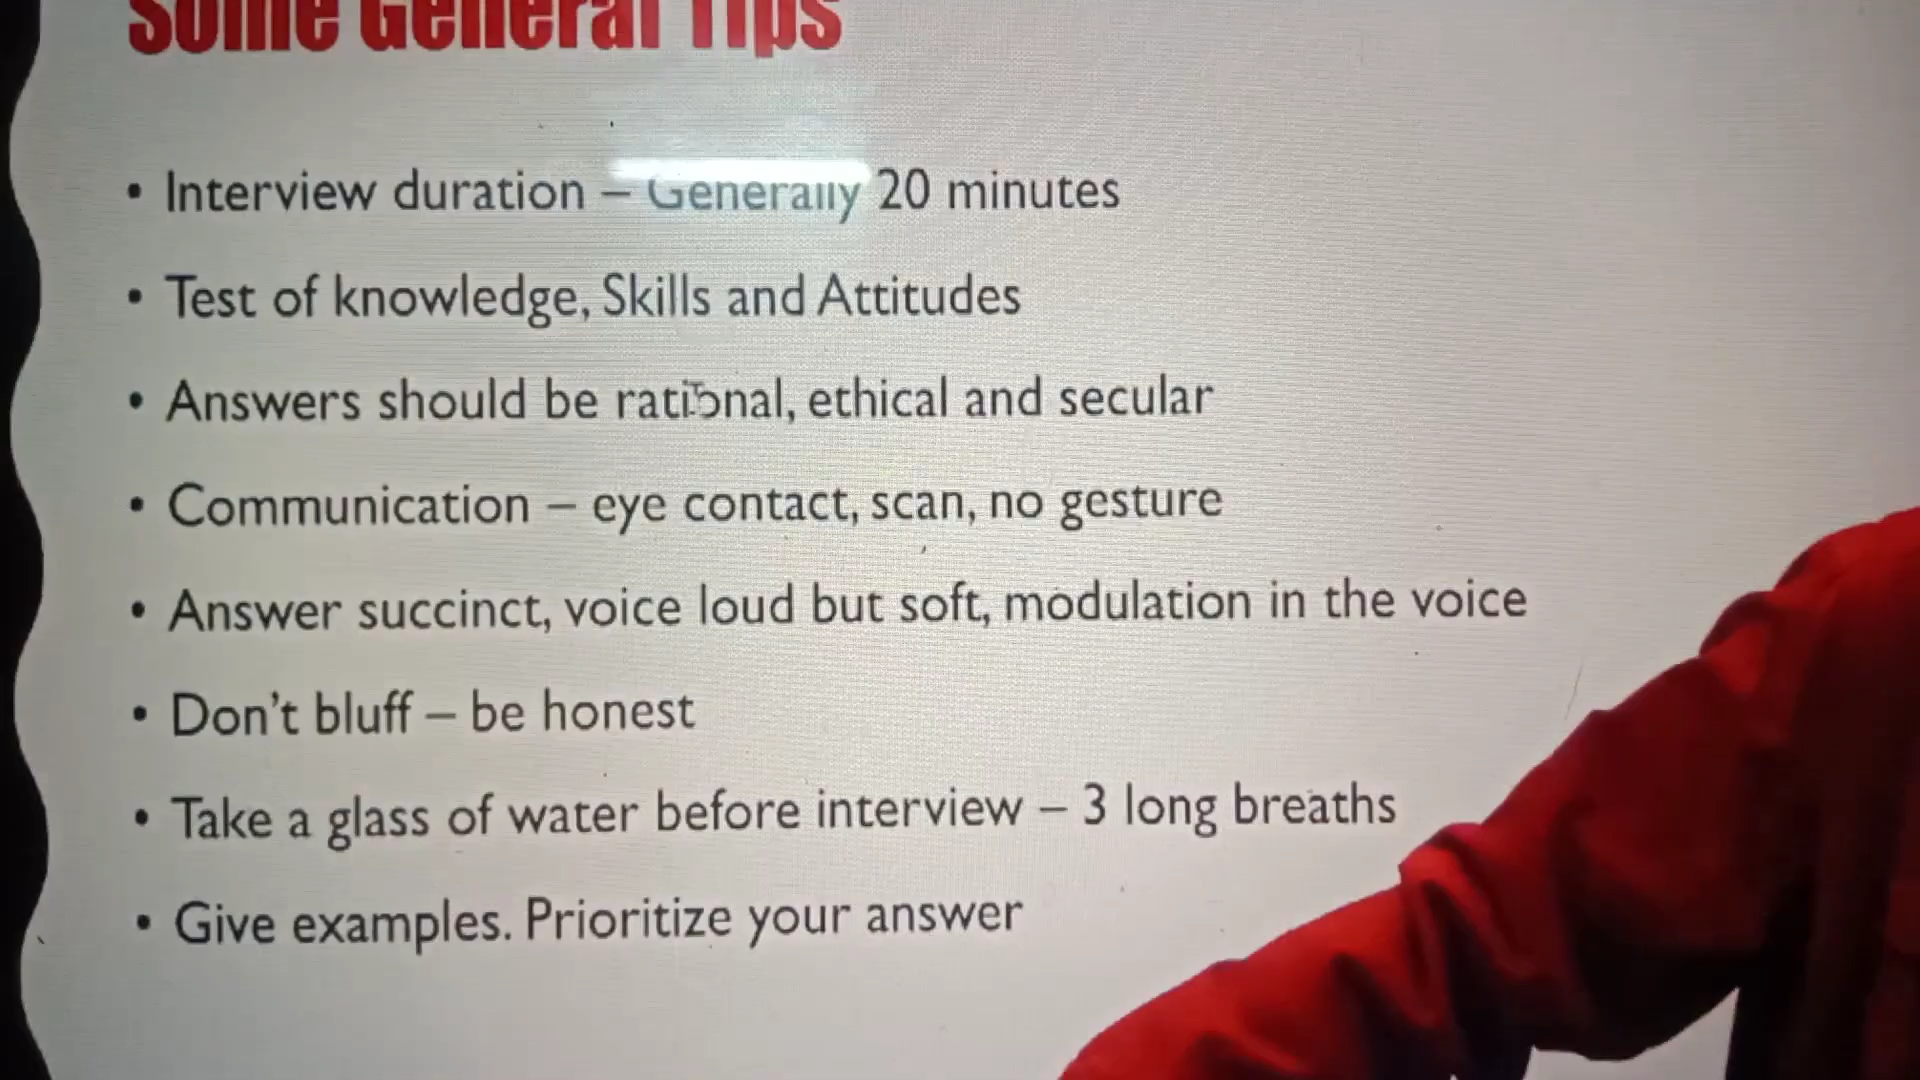 Some General Tips
• Interview duration – Generally 20 minutes
• Test of knowledge, Skills and Attitudes
• Answers should be rational, ethical and secular
• Communication – eye contact, scan, no gesture
• Answer succinct, voice loud but soft, modulation in the voice
• Don't bluff – be honest
• Take a glass of water before interview – 3 long breaths
• Give examples. Prioritize your answer